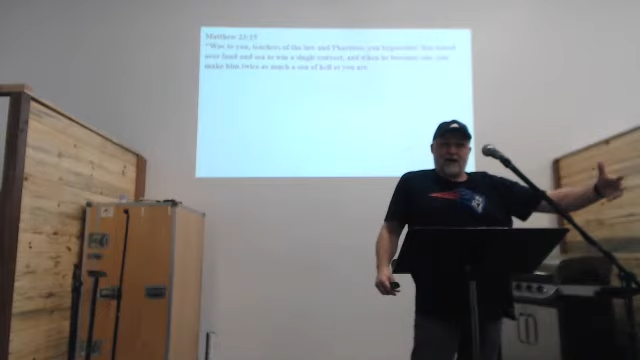 Matthew 23:15
"Woe to you, teachers of the law and Pharisees, you hypocrites! You travel
over land and sea to win a single convert, and when he becomes one, you
make him twice as much a son of hell as you are.